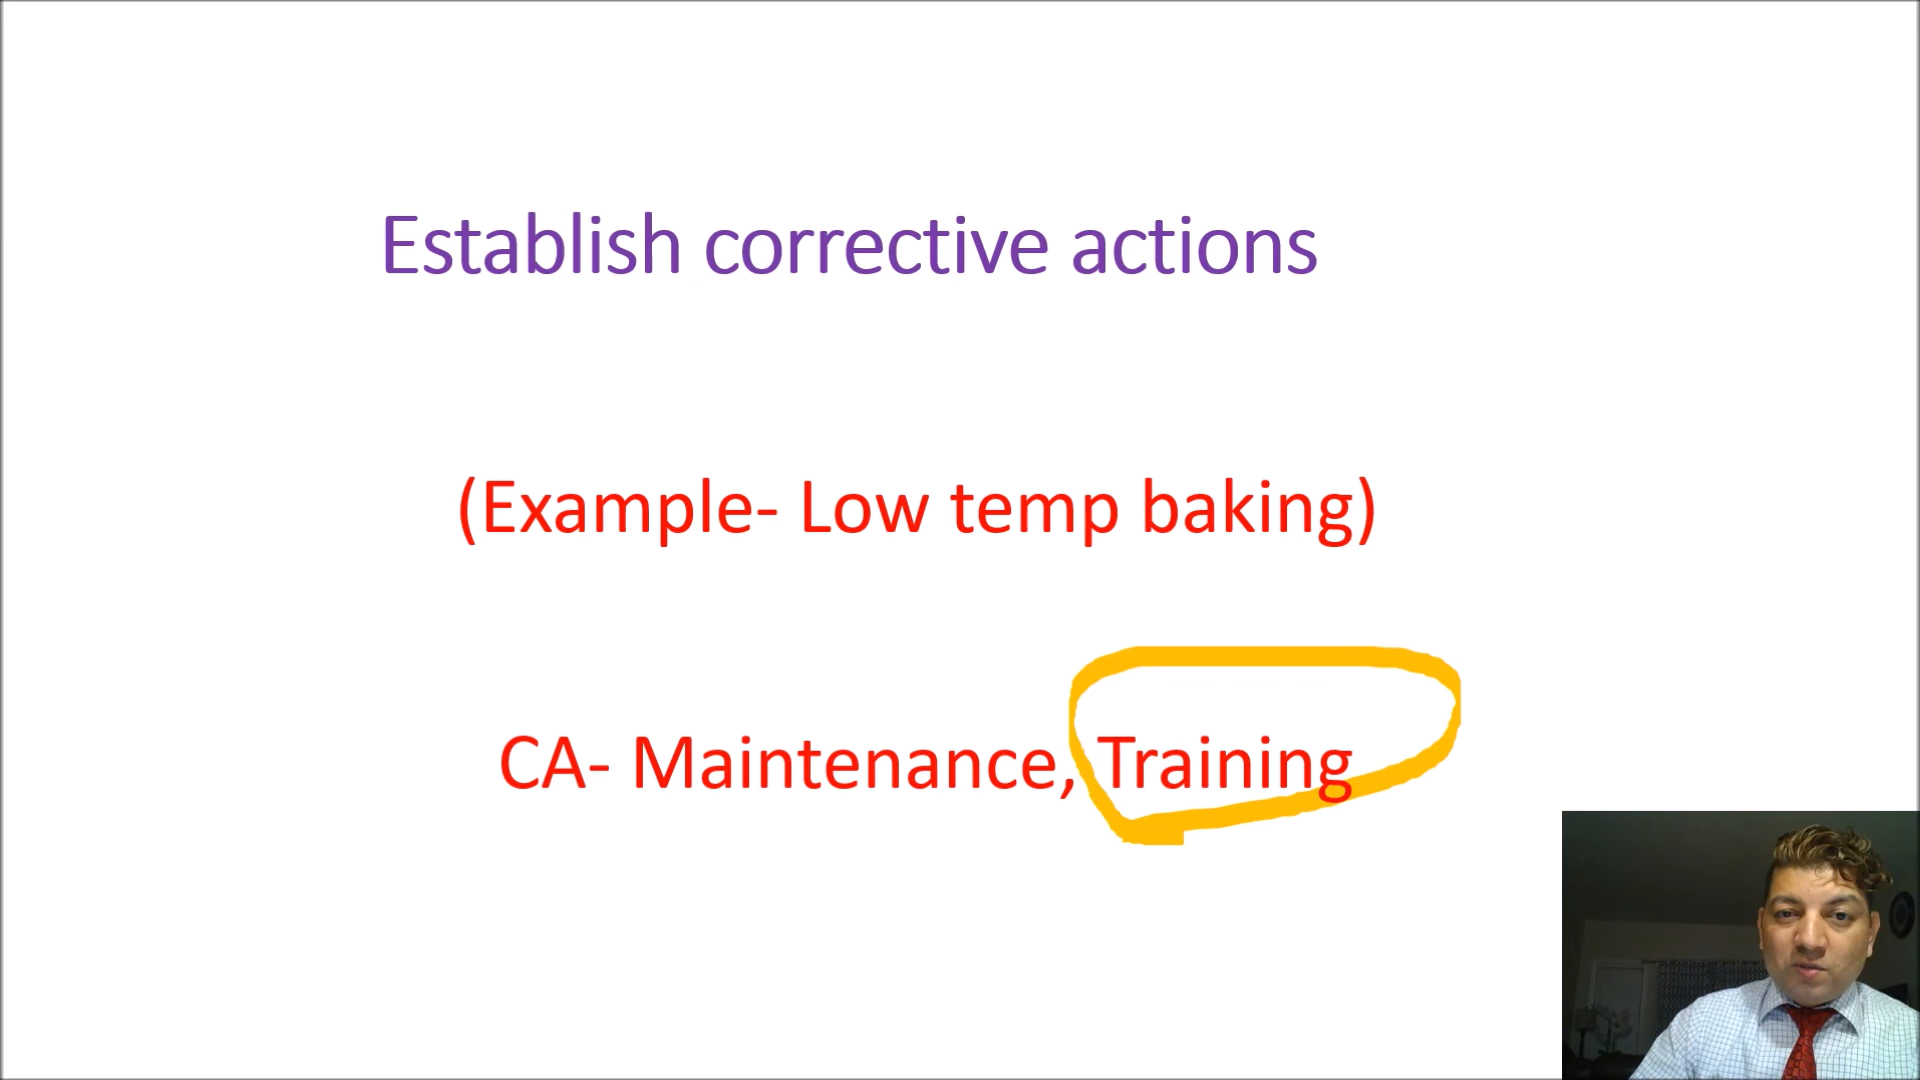 Establish corrective actions
(Example- Low temp baking)
CA- Maintenance, Training